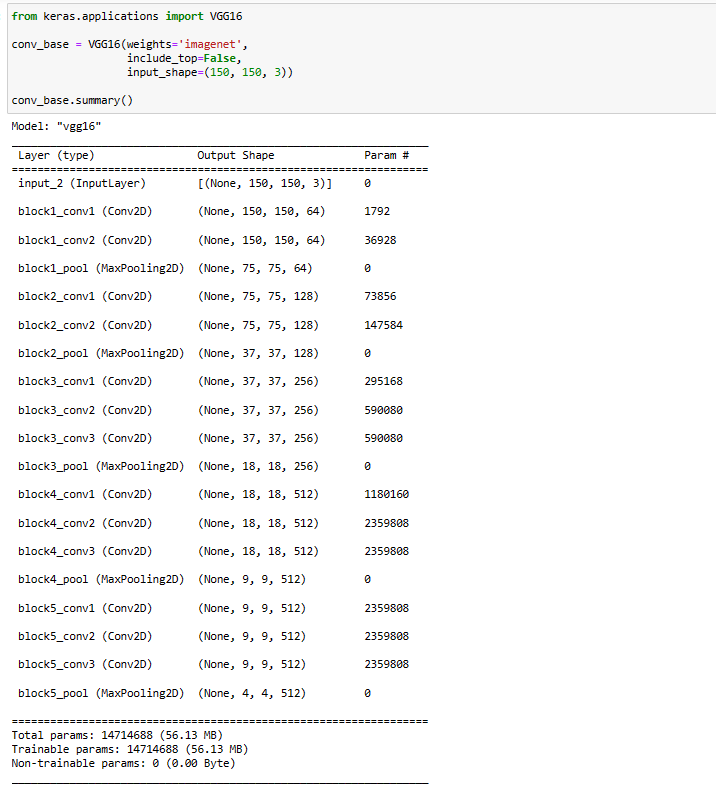 from keras.applications import VGG16
conv_base = VGG16(weights='imagenet',
include_top=False,
input_shape=(150, 150, 3))
conv_base.summary()
Model: "vgg16"
Layer (type) Output Shape Param #
input_2 (InputLayer) [(None, 150, 150, 3)] 0
block1_conv1 (Conv2D) (None, 150, 150, 64) 1792
block1_conv2 (Conv2D) (None, 150, 150, 64) 36928
block1_pool (MaxPooling2D) (None, 75, 75, 64) 0
block2_conv1 (Conv2D) (None, 75, 75, 128) 73856
block2_conv2 (Conv2D) (None, 75, 75, 128) 147584
block2_pool (MaxPooling2D) (None, 37, 37, 128) 0
block3_conv1 (Conv2D) (None, 37, 37, 256) 295168
block3_conv2 (Conv2D) (None, 37, 37, 256) 590080
block3_conv3 (Conv2D) (None, 37, 37, 256) 590080
block3_pool (MaxPooling2D) (None, 18, 18, 256) 0
block4_conv1 (Conv2D) (None, 18, 18, 512) 1180160
block4_conv2 (Conv2D) (None, 18, 18, 512) 2359808
block4_conv3 (Conv2D) (None, 18, 18, 512) 2359808
block4_pool (MaxPooling2D) (None, 9, 9, 512) 0
block5_conv1 (Conv2D) (None, 9, 9, 512) 2359808
block5_conv2 (Conv2D) (None, 9, 9, 512) 2359808
block5_conv3 (Conv2D) (None, 9, 9, 512) 2359808
block5_pool (MaxPooling2D) (None, 4, 4, 512) 0
Total params: 14714688 (56.13 MB)
Trainable params: 14714688 (56.13 MB)
Non-trainable params: 0 (0.00 Byte)